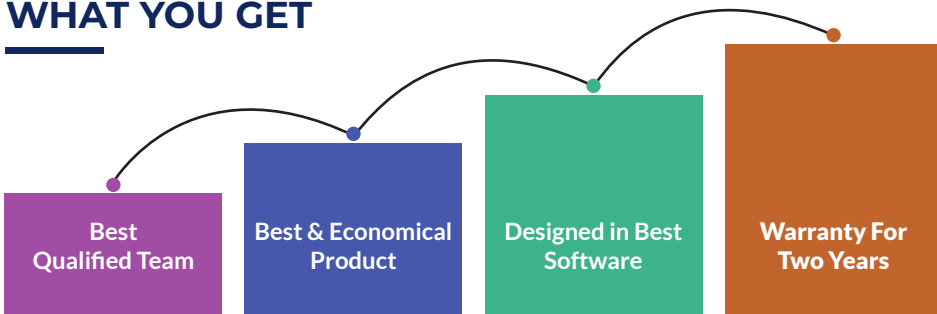 WHAT YOU GET
Best
Qualified Team
Best & Economical
Product
Designed in Best
Software
Warranty For
Two Years